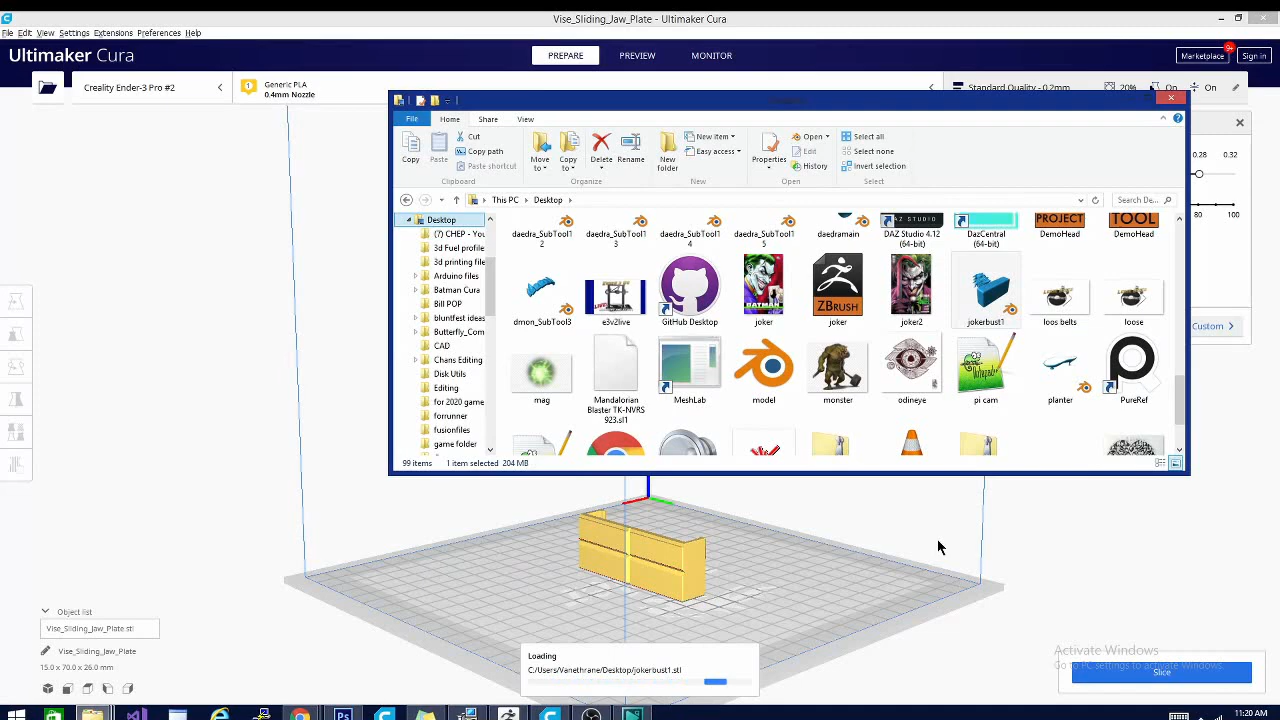 Vise_Sliding_Jaw_Plate - Ultimaker Cura
File Edit View Settings Extensions Preferences Help
Ultimaker Cura
PREPARE
PREVIEW
MONITOR
Marketplace
9+
Sign in
Creality Ender-3 Pro #2
1
Generic PLA
0.4mm Nozzle
Standard Quality - 0.2mm
20%
On
On
File
Home
Share
View
Copy
Paste
Cut
Copy path
Paste shortcut
Clipboard
Move to
Copy to
Delete
Rename
Organize
New folder
New item
Easy access
New
Properties
Open
Edit
History
Open
Select all
Select none
Invert selection
Select
0.28 0.32
80 100
This PC
Desktop
Search De...
Desktop
(7) CHEP - You
3d Fuel profile
3d printing file
Arduino files
Batman Cura
Bill POP
bluntfest ideas
Butterfly_Com
CAD
Chans Editing
Disk Utils
Editing
for 2020 game
forrunner
fusionfiles
game folder
daedra_SubTool1
2
daedra_SubTool1
3
daedra_SubTool1
4
daedra_SubTool1
5
daedramain
DAZ STUDIO
DAZ Studio 4.12
(64-bit)
DazCentral
(64-bit)
PROJECT
DemoHead
TOOL
DemoHead
dmon_SubTool3
e3v2live
GitHub Desktop
joker
ZBRUSH
joker
joker2
jokerbust1
loos belts
loose
mag
Mandalorian
Blaster TK-NVRS
923.sl1
MeshLab
model
monster
odineye
pi cam
planter
PureRef
99 items
1 item selected 204 MB
Custom
Object list
Vise_Sliding_Jaw_Plate.stl
Vise_Sliding_Jaw_Plate
15.0 x 70.0 x 26.0 mm
Loading
C:/Users/Vanethrane/Desktop/jokerbust1.stl
Activate Windows
Go to PC settings to activate Windows.
Slice
11:20 AM